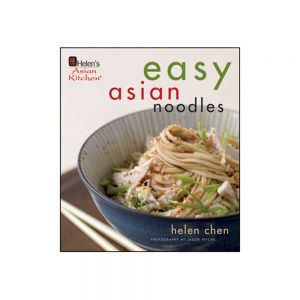 Helen's
Asian
Kitchen®
easy
asian
noodles
helen chen
PHOTOGRAPHY BY JASON WYCHE